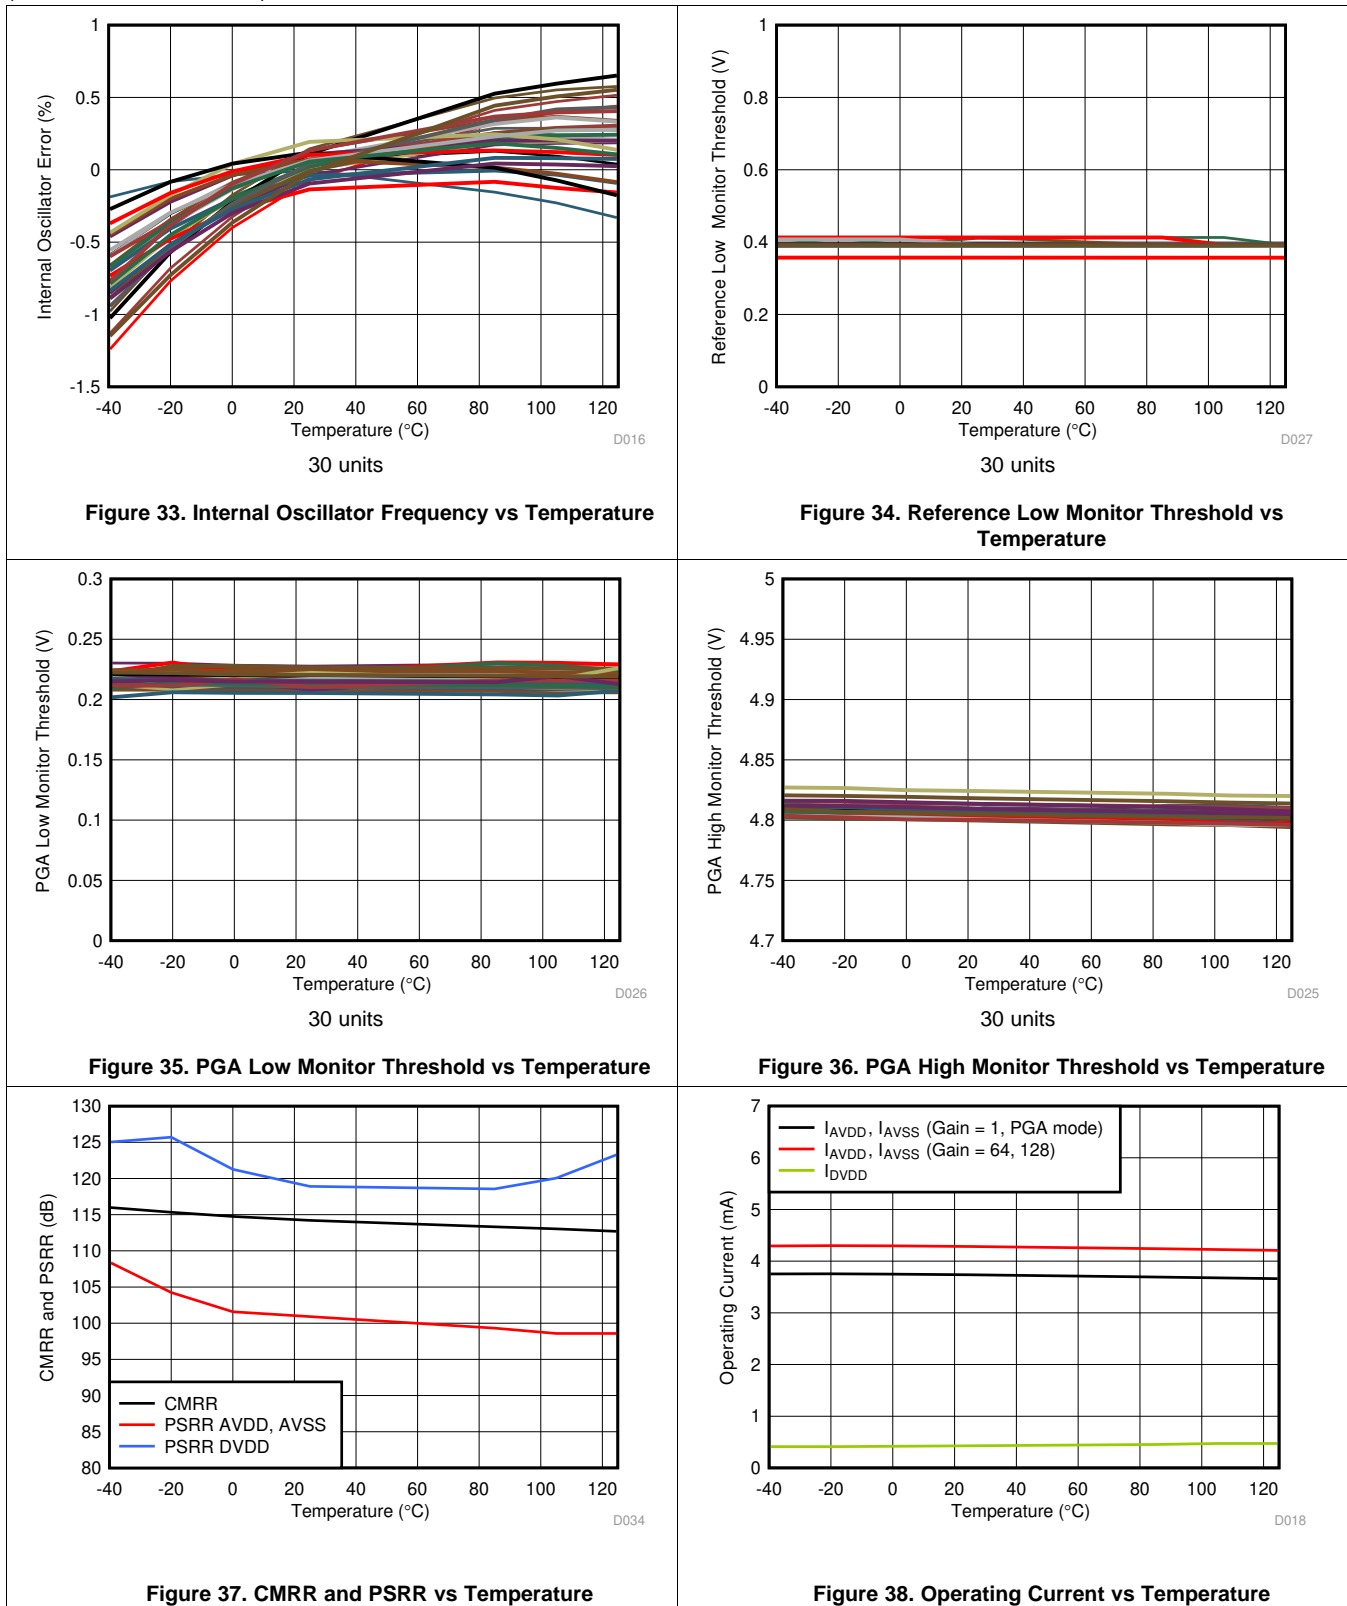 1
0.5
0
-0.5
-1
-1.5
Internal Oscillator Error (%)
-40 -20 0 20 40 60 80 100 120
Temperature (°C)
D016
30 units
Figure 33. Internal Oscillator Frequency vs Temperature
1
0.8
0.6
0.4
0.2
0
Reference Low Monitor Threshold (V)
-40 -20 0 20 40 60 80 100 120
Temperature (°C)
D027
30 units
Figure 34. Reference Low Monitor Threshold vs
Temperature
0.3
0.25
0.2
0.15
0.1
0.05
0
PGA Low Monitor Threshold (V)
-40 -20 0 20 40 60 80 100 120
Temperature (°C)
D026
30 units
Figure 35. PGA Low Monitor Threshold vs Temperature
5
4.95
4.9
4.85
4.8
4.75
4.7
PGA High Monitor Threshold (V)
-40 -20 0 20 40 60 80 100 120
Temperature (°C)
D025
30 units
Figure 36. PGA High Monitor Threshold vs Temperature
130
125
120
115
110
105
100
95
90
85
80
CMRR and PSRR (dB)
CMRR
PSRR AVDD, AVSS
PSRR DVDD
-40 -20 0 20 40 60 80 100 120
Temperature (°C)
D034
Figure 37. CMRR and PSRR vs Temperature
7
6
5
4
3
2
1
0
Operating Current (mA)
IAVDD, IAVSS (Gain = 1, PGA mode)
IAVDD, IAVSS (Gain = 64, 128)
IDVDD
-40 -20 0 20 40 60 80 100 120
Temperature (°C)
D018
Figure 38. Operating Current vs Temperature